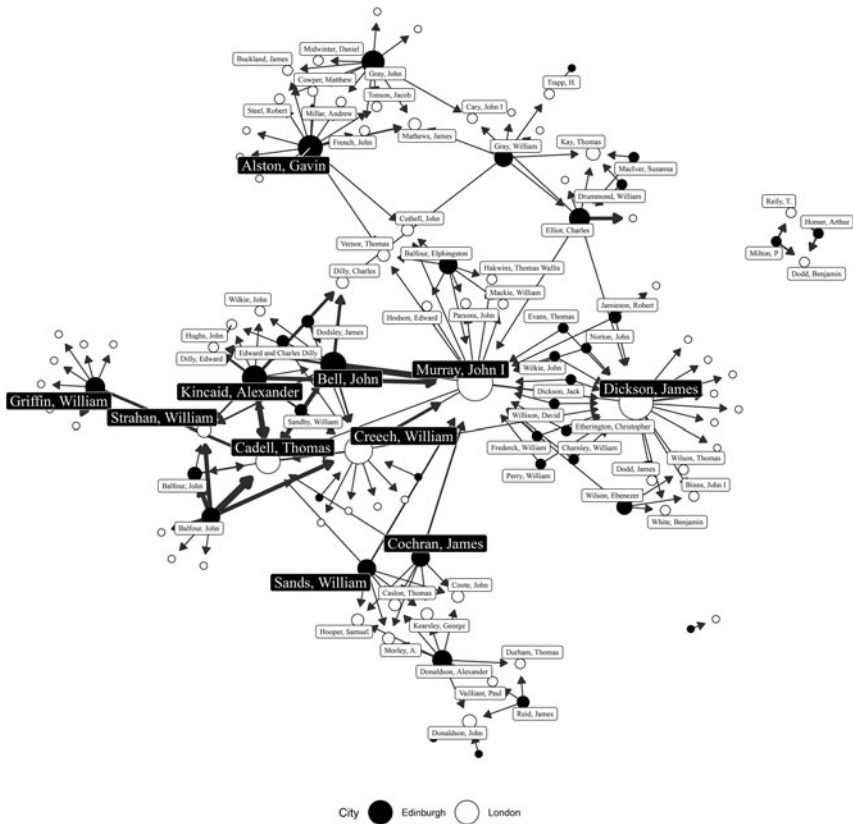 Midwinter, Daniel
Buckland, James
Gray, John
Cowper, Matthew
Trapp, H.
Tonson, Jacob
Steel, Robert
Millar, Andrew
Cary, John I
French, John
Mathews, James
Gray, William
Kay, Thomas
Alston, Gavin
MacIver, Susanna
Drummond, William
Reily, T.
Cuthell, John
Elliot, Charles
Homer, Arthur
Vernor, Thomas
Milton, P
Balfour, Elphingston
Dilly, Charles
Hakwins, Thomas Wallis
Dodd, Benjamin
Mackie, William
Wilkie, John
Hodson, Edward
Parsons, John
Jamieson, Robert
Evans, Thomas
Hughs, John
Dodsley, James
Norton, John
Edward and Charles Dilly
Dilly, Edward
Murray, John I
Wilkie, John
Bell, John
Kincaid, Alexander
Dickson, James
Dickson, Jack
Griffin, William
Strahan, William
Sandby, William
Willison, David
Etherington, Christopher
Creech, William
Cadell, Thomas
Frederck, William
Charnley, William
Wilson, Thomas
Perry, William
Dodd, James
Balfour, John
Binns, John I
Wilson, Ebenezer
White, Benjamin
Balfour, John
Cochran, James
Sands, William
Caslon, Thomas
Coote, John
Kearsley, George
Hooper, Samuel
Morley, A.
Durham, Thomas
Donaldson, Alexander
Vailliant, Paul
Reid, James
Donaldson, John
City Edinburgh London